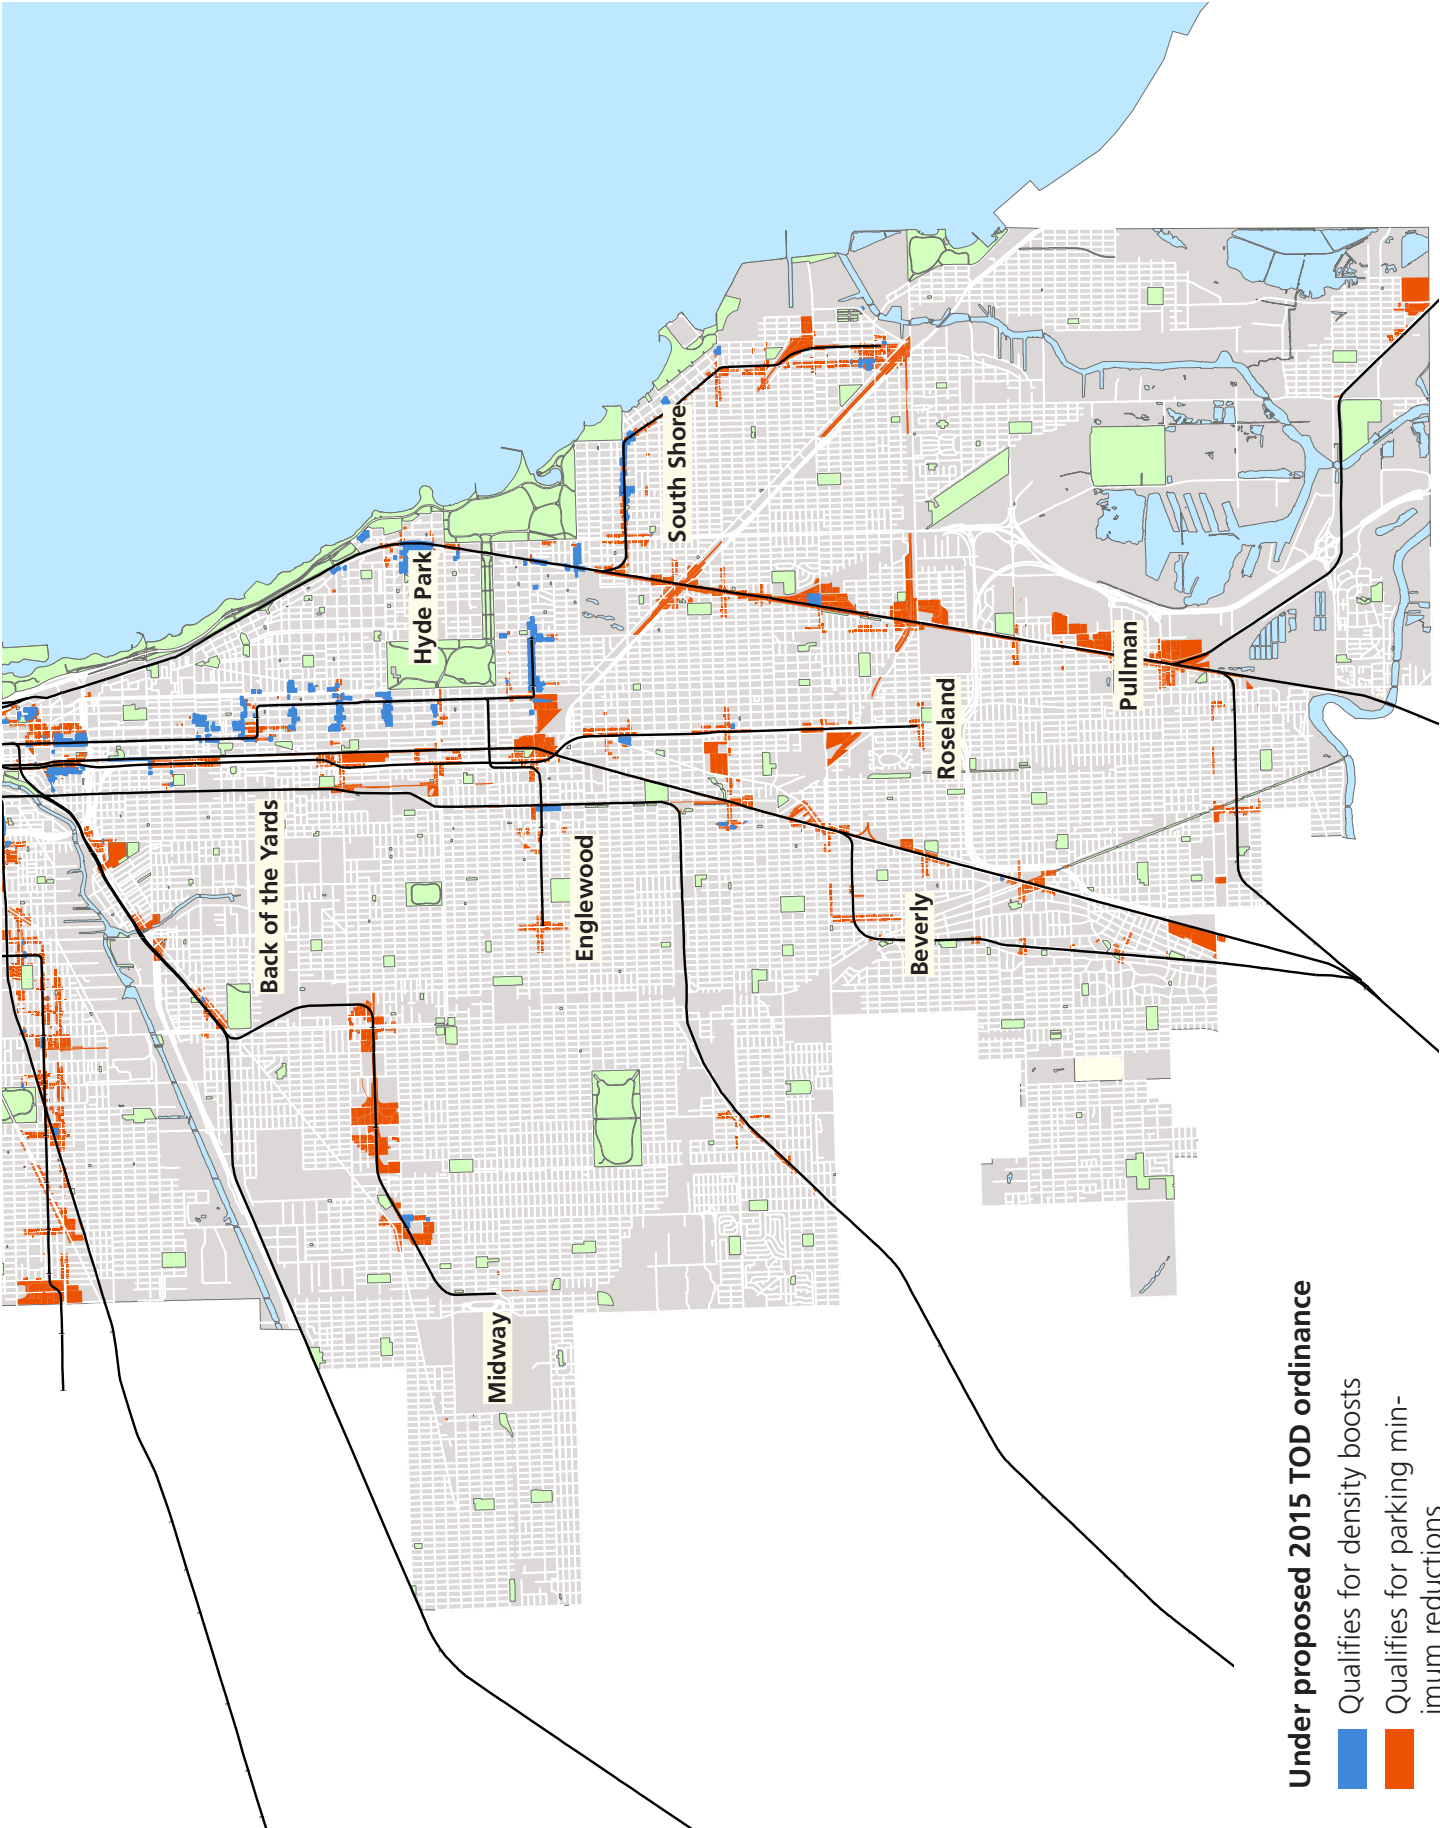 Hyde Park
South Shore
Back of the Yards
Englewood
Roseland
Pullman
Beverly
Midway
Under proposed 2015 TOD ordinance
Qualifies for density boosts
Qualifies for parking min-
imum reductions